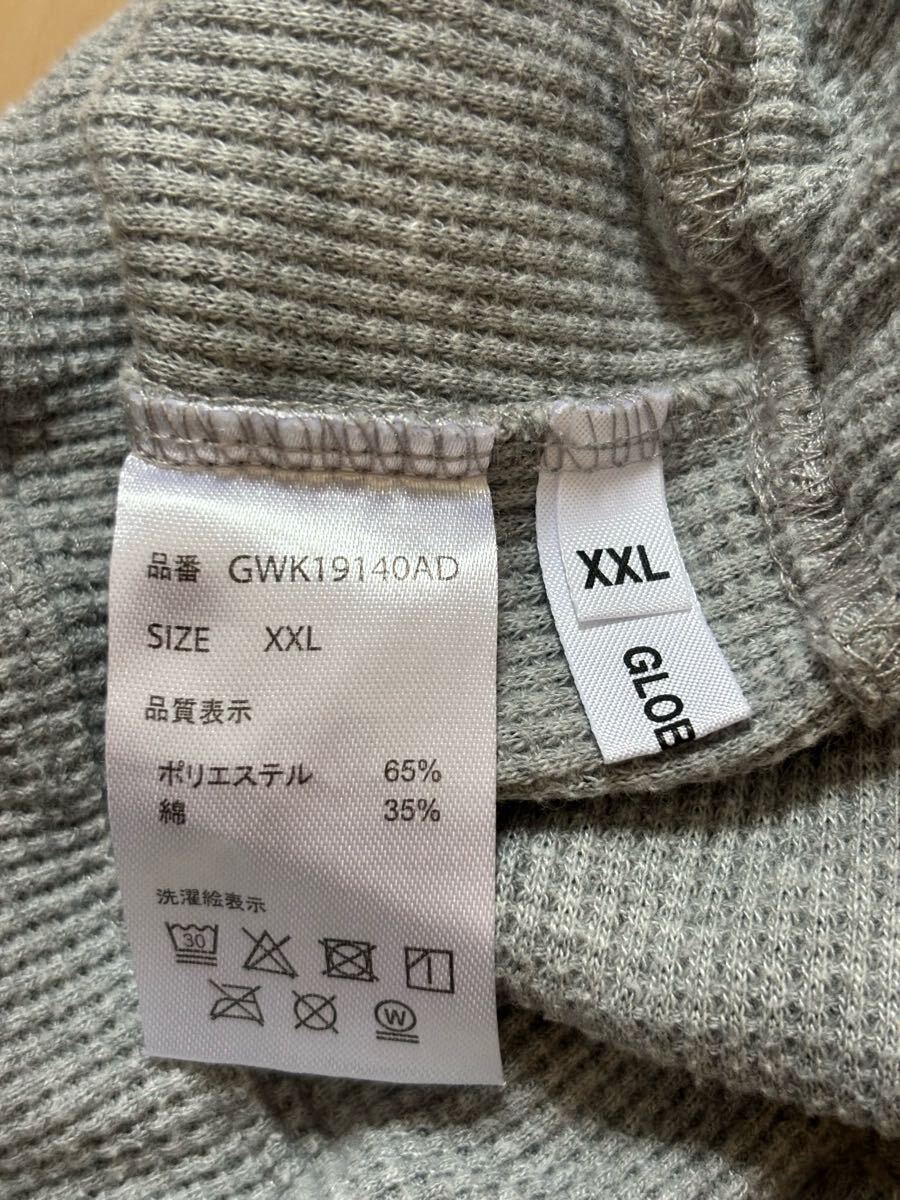 品番 GWK19140AD
SIZE XXL
品質表示
ポリエステル 65%
綿 35%
洗濯絵表示
30
W
XXL
GLOB